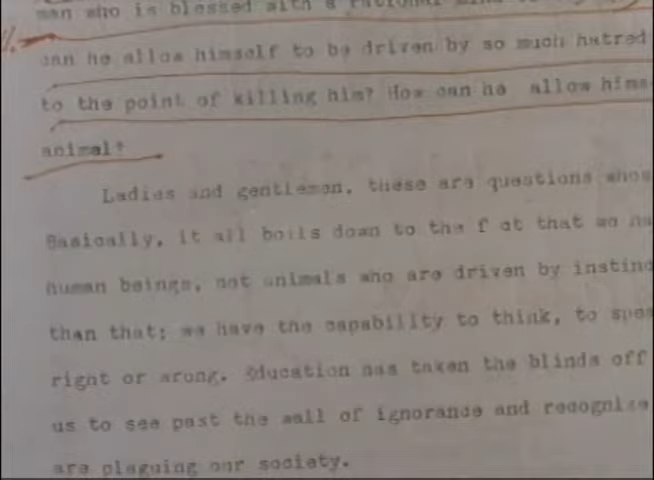 man who is blessed with a rational mind
can he allow himself to be driven by so much hatred
to the point of killing him? How can he allow hims
animal?
Ladies and gentlemen, these are questions whos
Basically, it all boils down to the f ct that we ha
human beings, not animals who are driven by instinc
than that; we have the capability to think, to spea
right or wrong. Education has taken the blinds off
us to see past the wall of ignorance and recognize
are plaguing our society.